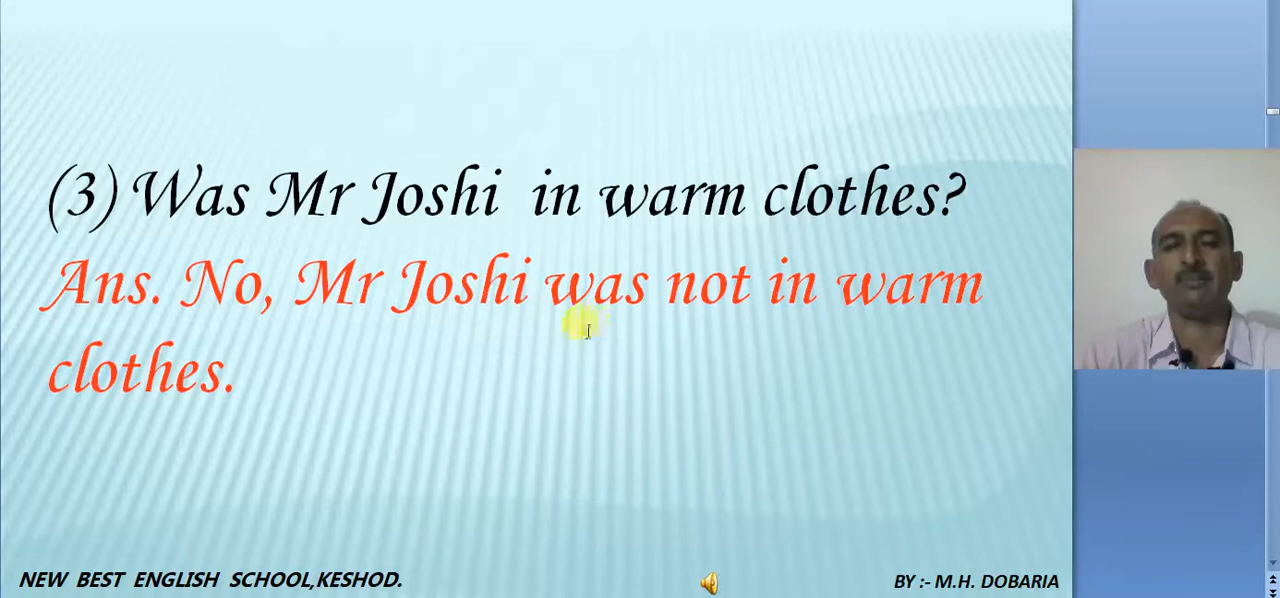 (3) Was Mr Joshi in warm clothes?
Ans. No, Mr Joshi was not in warm
clothes.
NEW BEST ENGLISH SCHOOL,KESHOD.
BY :- M.H. DOBARIA